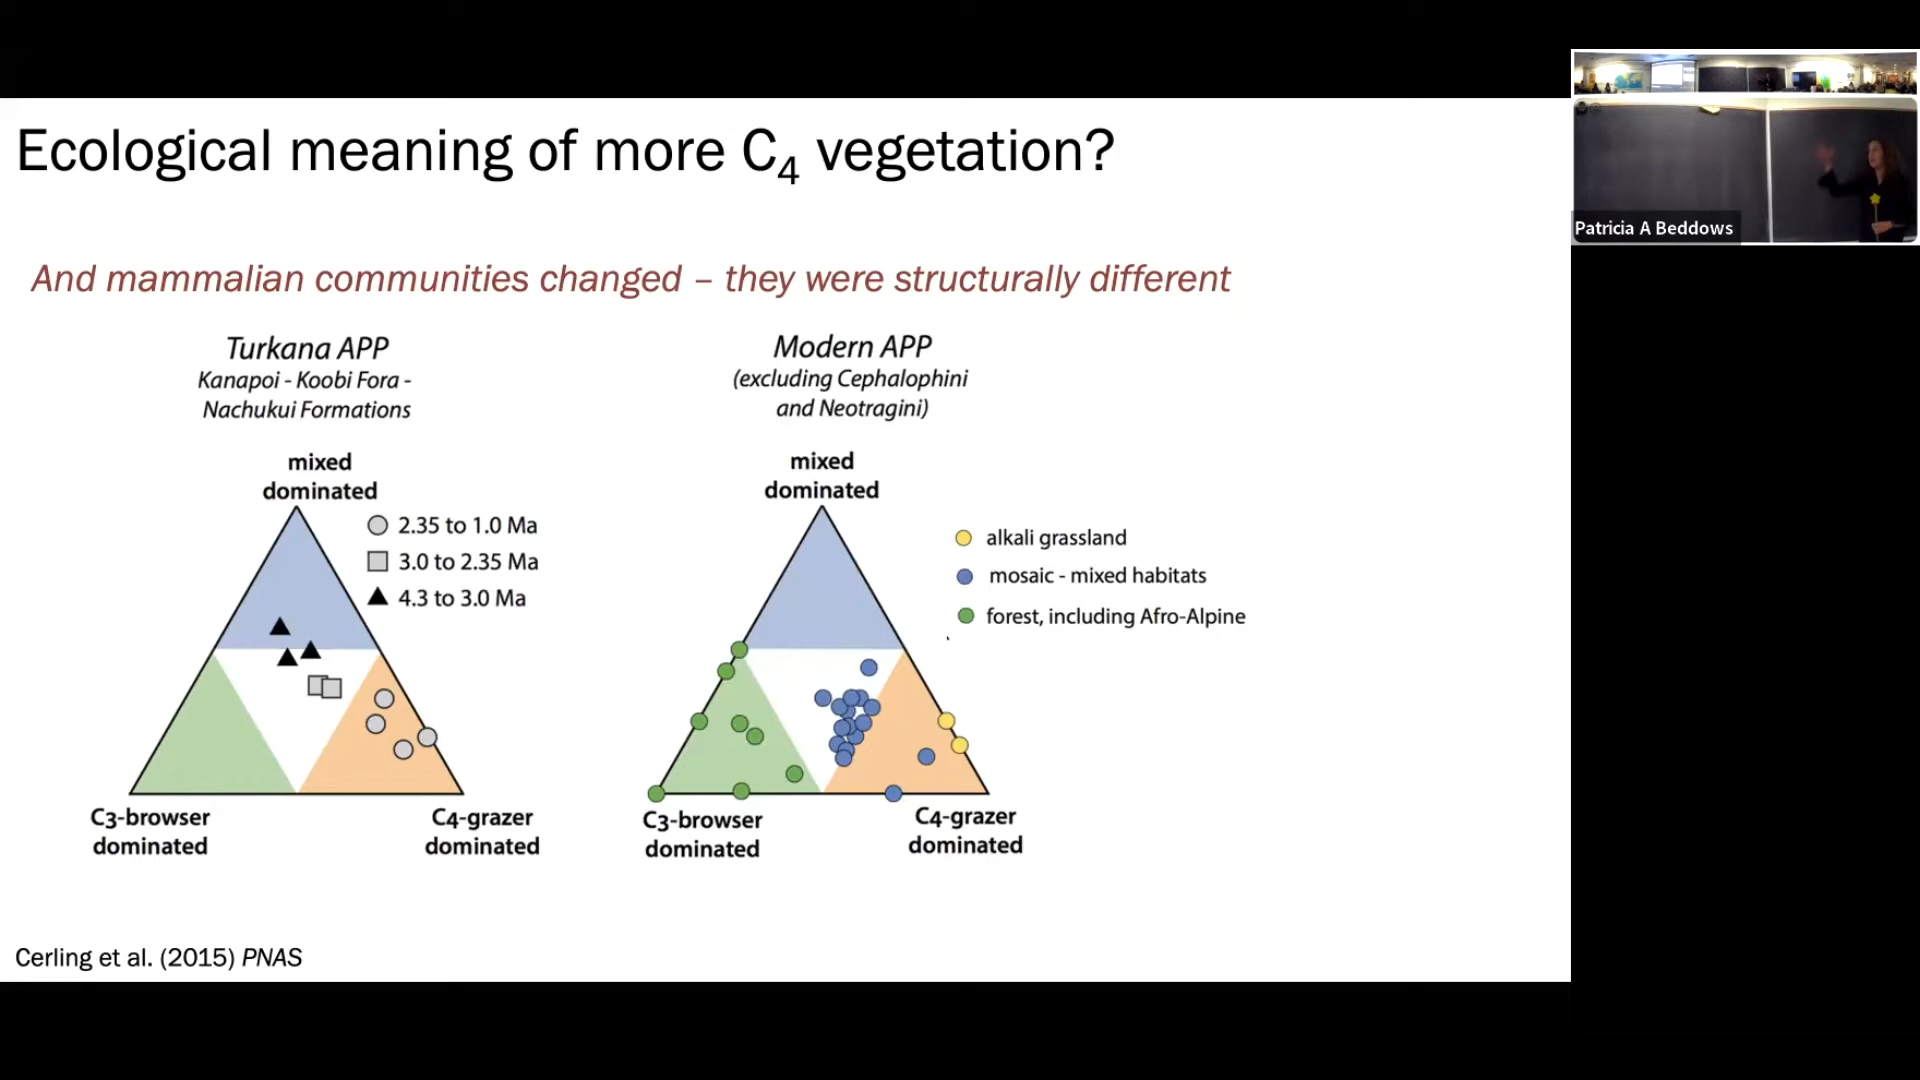 Ecological meaning of more C4 vegetation?
And mammalian communities changed – they were structurally different
Turkana APP
Kanapoi - Koobi Fora -
Nachukui Formations
mixed
dominated
2.35 to 1.0 Ma
3.0 to 2.35 Ma
4.3 to 3.0 Ma
C3-browser
dominated
C4-grazer
dominated
Modern APP
(excluding Cephalophini
and Neotragini)
mixed
dominated
alkali grassland
mosaic - mixed habitats
forest, including Afro-Alpine
C3-browser
dominated
C4-grazer
dominated
Cerling et al. (2015) PNAS
Patricia A Beddows